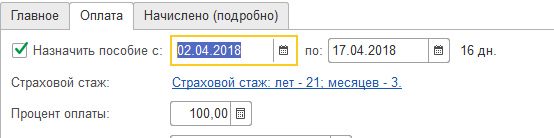 Главное Оплата Начислено (подробно)
Назначить пособие с: 02.04.2018 по: 17.04.2018 16 дн.
Страховой стаж: Страховой стаж: лет - 21; месяцев - 3.
Процент оплаты: 100,00